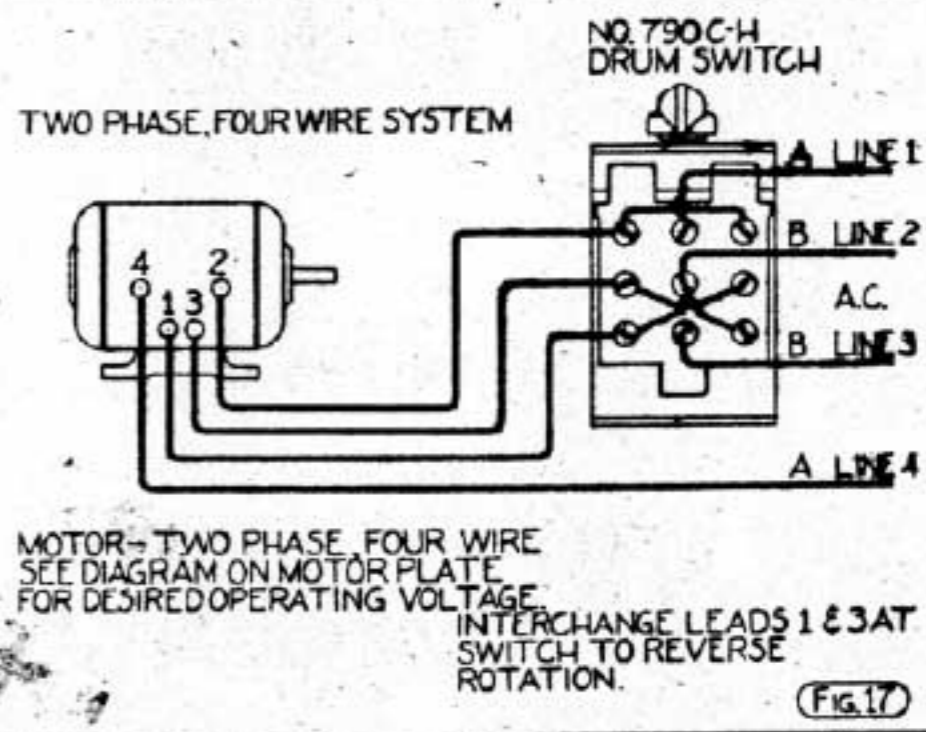 NO. 790 C-H
DRUM SWITCH
TWO PHASE, FOUR WIRE SYSTEM
A LINE 1
B LINE 2
A.C.
B LINE 3
A LINE 4
4 2
1 3
MOTOR - TWO PHASE, FOUR WIRE
SEE DIAGRAM ON MOTOR PLATE
FOR DESIRED OPERATING VOLTAGE.
INTERCHANGE LEADS 1 & 3 AT
SWITCH TO REVERSE
ROTATION.
FIG. 17